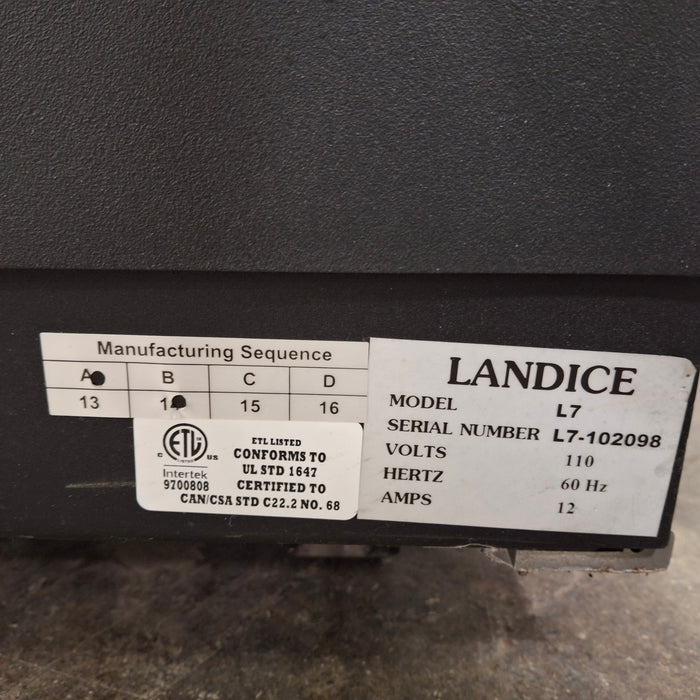 Manufacturing Sequence
A B C D
13 14 15 16
ETL
C US
Intertek
9700808
ETL LISTED
CONFORMS TO
UL STD 1647
CERTIFIED TO
CAN/CSA STD C22.2 NO. 68
LANDICE
MODEL L7
SERIAL NUMBER L7-102098
VOLTS 110
HERTZ 60 Hz
AMPS 12